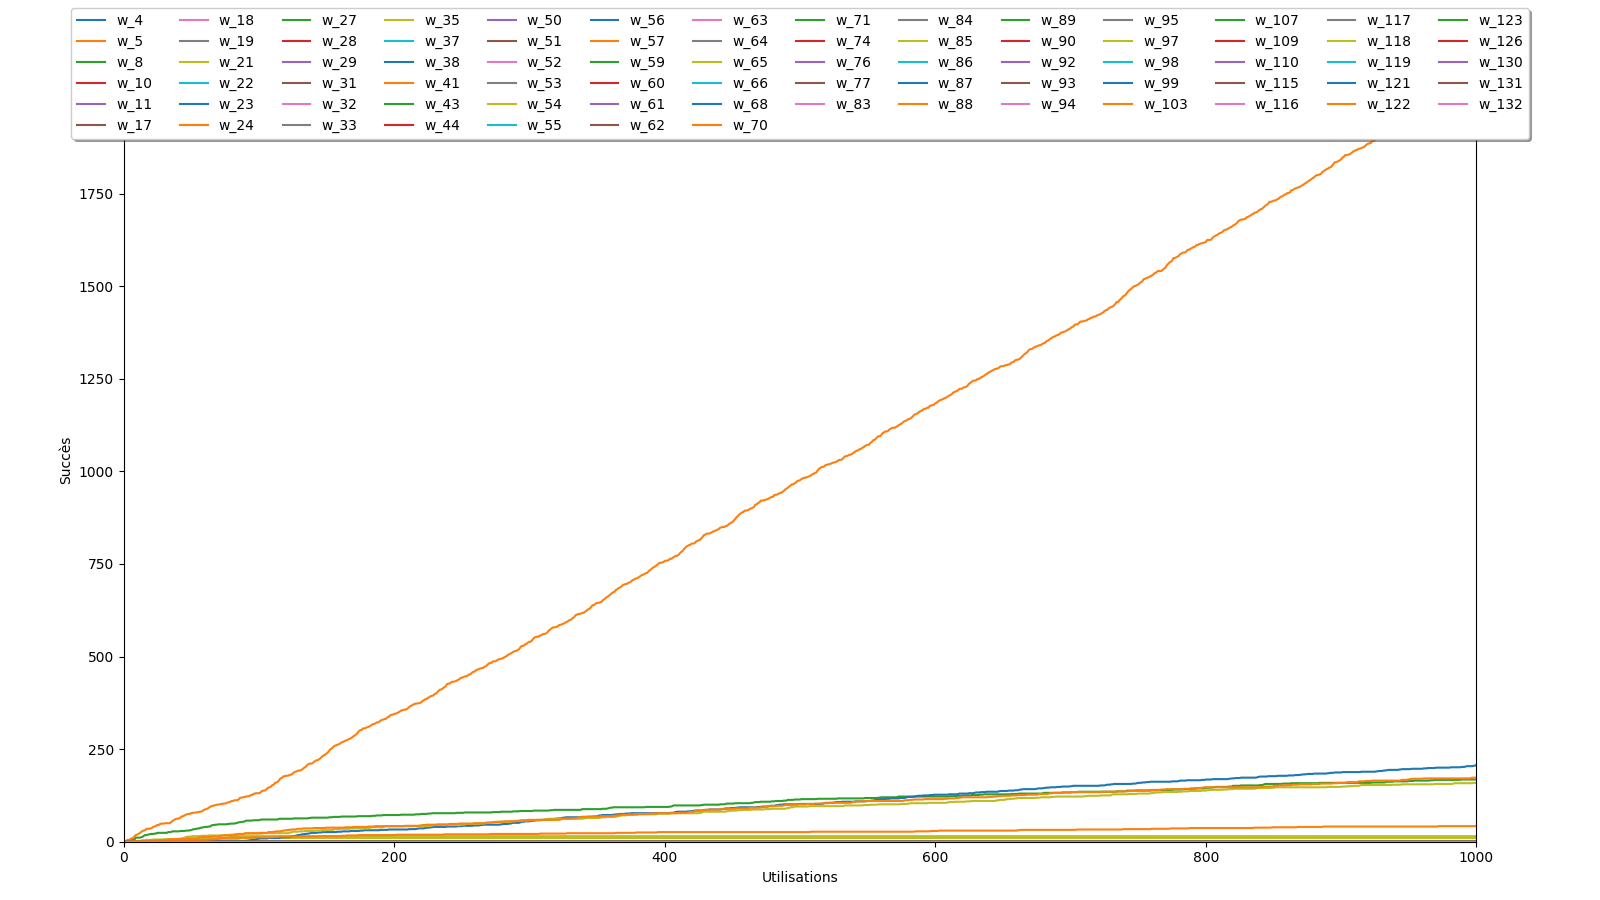 w_4 w_18 w_27 w_35 w_50 w_56 w_63 w_71 w_84 w_89 w_95 w_107 w_117 w_123
w_5 w_19 w_28 w_37 w_51 w_57 w_64 w_74 w_85 w_90 w_97 w_109 w_118 w_126
w_8 w_21 w_29 w_38 w_52 w_59 w_65 w_76 w_86 w_92 w_98 w_110 w_119 w_130
w_10 w_22 w_31 w_41 w_53 w_60 w_66 w_77 w_87 w_93 w_99 w_115 w_121 w_131
w_11 w_23 w_32 w_43 w_54 w_61 w_68 w_83 w_88 w_94 w_103 w_116 w_122 w_132
w_17 w_24 w_33 w_44 w_55 w_62 w_70
1750
1500
1250
1000
750
500
250
0
Succès
0 200 400 600 800 1000
Utilisations